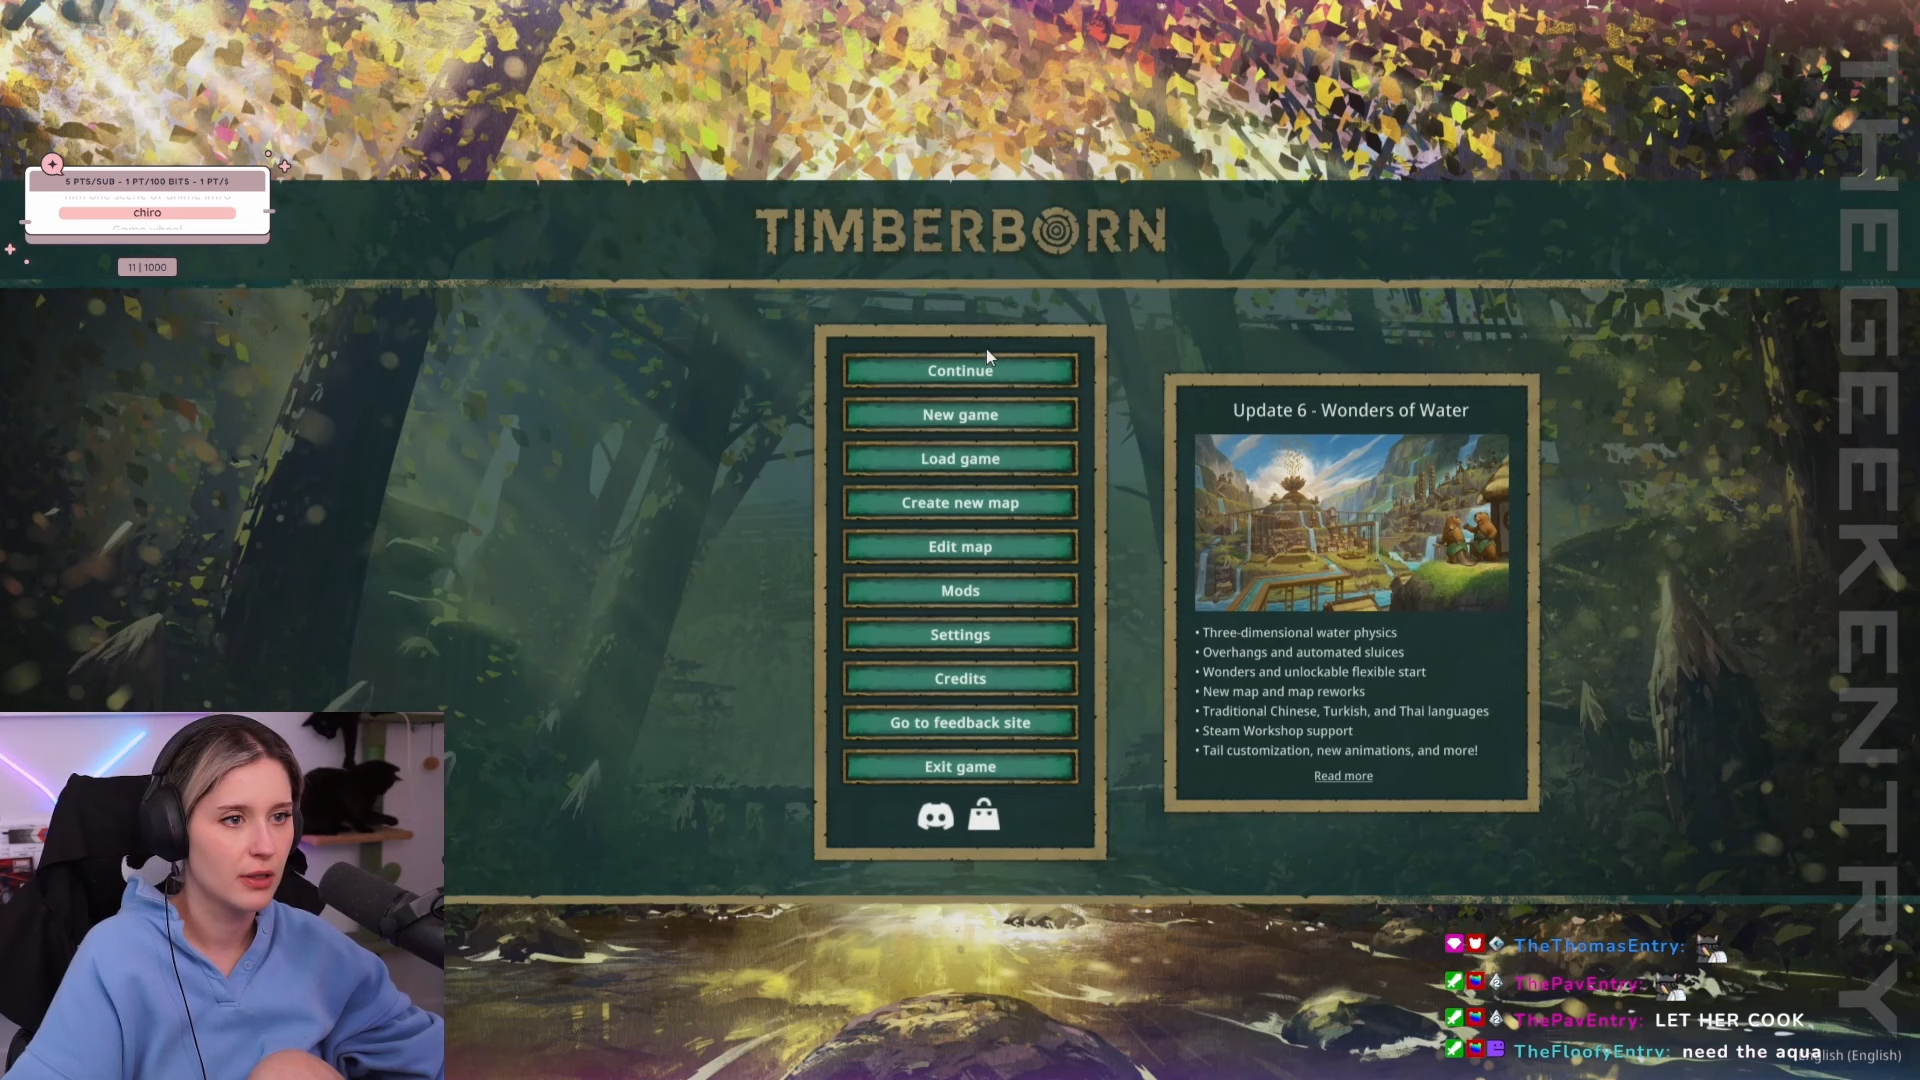 5 PTS/SUB - 1 PT/100 BITS - 1 PT/$
chiro
Game wheel
11 | 1000
TIMBERBORN
Continue
New game
Load game
Create new map
Edit map
Mods
Settings
Credits
Go to feedback site
Exit game
Update 6 - Wonders of Water
• Three-dimensional water physics
• Overhangs and automated sluices
• Wonders and unlockable flexible start
• New map and map reworks
• Traditional Chinese, Turkish, and Thai languages
• Steam Workshop support
• Tail customization, new animations, and more!
Read more
THEGEEKENTRY
TheThomasEntry:
ThePavEntry:
ThePavEntry: LET HER COOK
TheFloofyEntry: need the aqua
English (English)